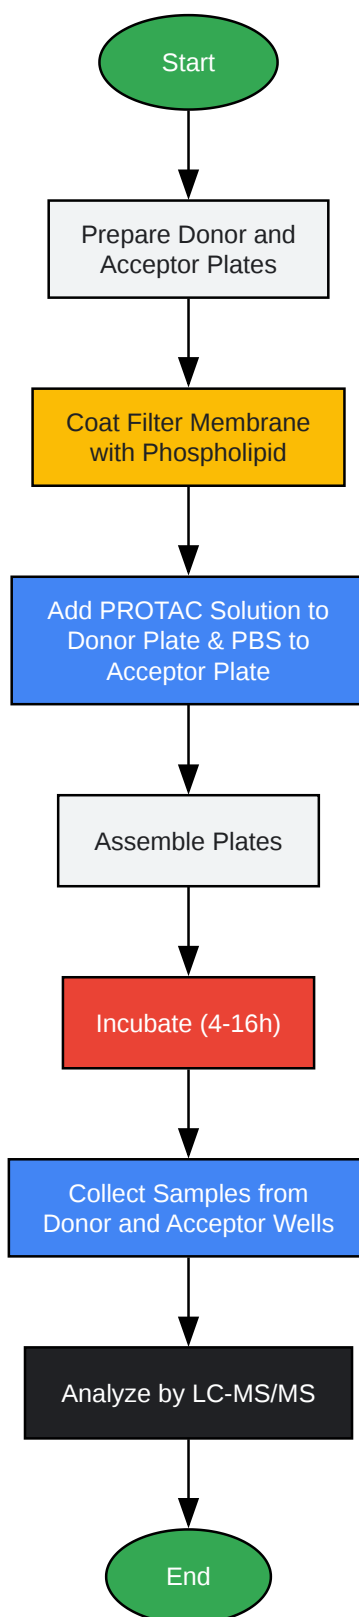 Start
Prepare Donor and
Acceptor Plates
Coat Filter Membrane
with Phospholipid
Add PROTAC Solution to
Donor Plate & PBS to
Acceptor Plate
Assemble Plates
Incubate (4-16h)
Collect Samples from
Donor and Acceptor Wells
Analyze by LC-MS/MS
End